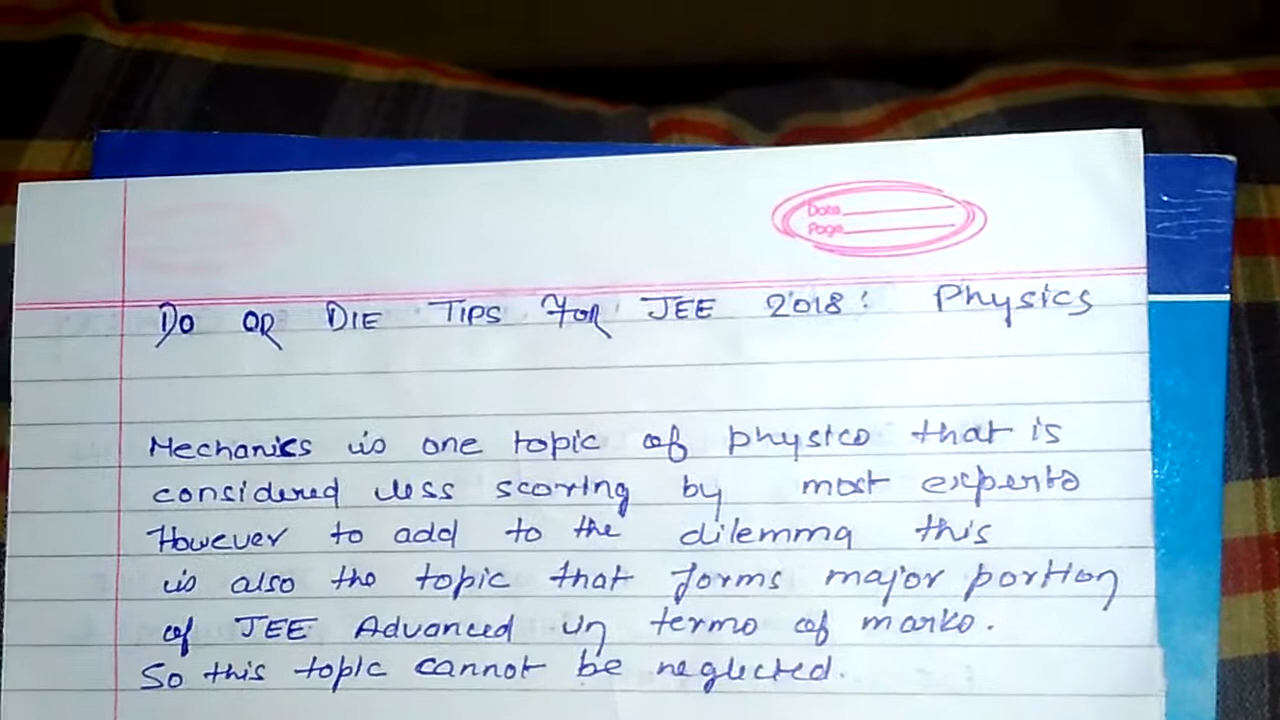 Date
Page
DO OR DIE TIPS FOR JEE 2018: Physics
Mechanics is one topic of physics that is
considered less scoring by most experts
However to add to the dilemma this
is also the topic that forms major portion
of JEE Advanced in terms of marks.
So this topic cannot be neglected.